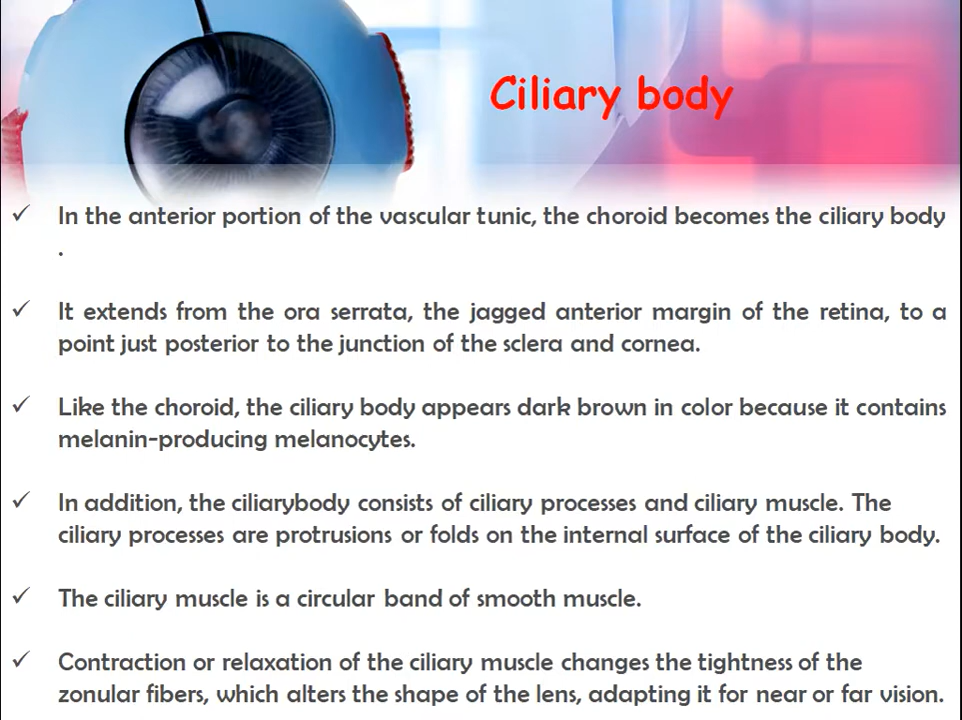 Ciliary body
✓ In the anterior portion of the vascular tunic, the choroid becomes the ciliary body
.
✓ It extends from the ora serrata, the jagged anterior margin of the retina, to a
point just posterior to the junction of the sclera and cornea.
✓ Like the choroid, the ciliary body appears dark brown in color because it contains
melanin-producing melanocytes.
✓ In addition, the ciliarybody consists of ciliary processes and ciliary muscle. The
ciliary processes are protrusions or folds on the internal surface of the ciliary body.
✓ The ciliary muscle is a circular band of smooth muscle.
✓ Contraction or relaxation of the ciliary muscle changes the tightness of the
zonular fibers, which alters the shape of the lens, adapting it for near or far vision.